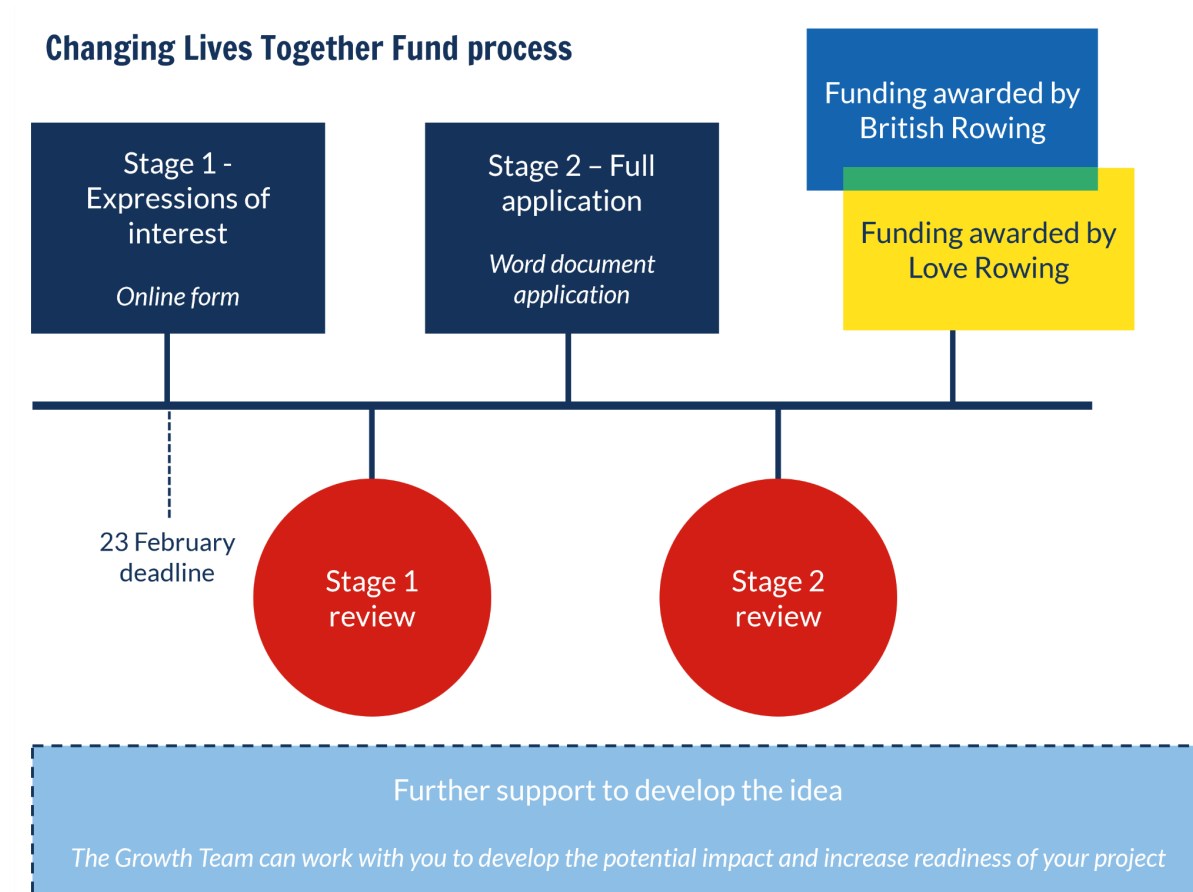 Changing Lives Together Fund process
Stage 1 -
Expressions of
interest
Online form
Stage 2 – Full
application
Word document
application
Funding awarded by
British Rowing
Funding awarded by
Love Rowing
23 February
deadline
Stage 1
review
Stage 2
review
Further support to develop the idea
The Growth Team can work with you to develop the potential impact and increase readiness of your project